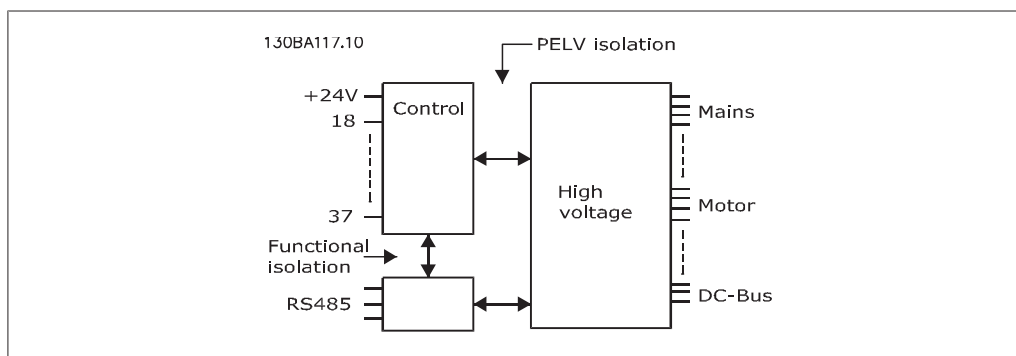 130BA117.10
PELV isolation
+24V
Control
18
Mains
High
voltage
37
Motor
Functional
isolation
RS485
DC-Bus